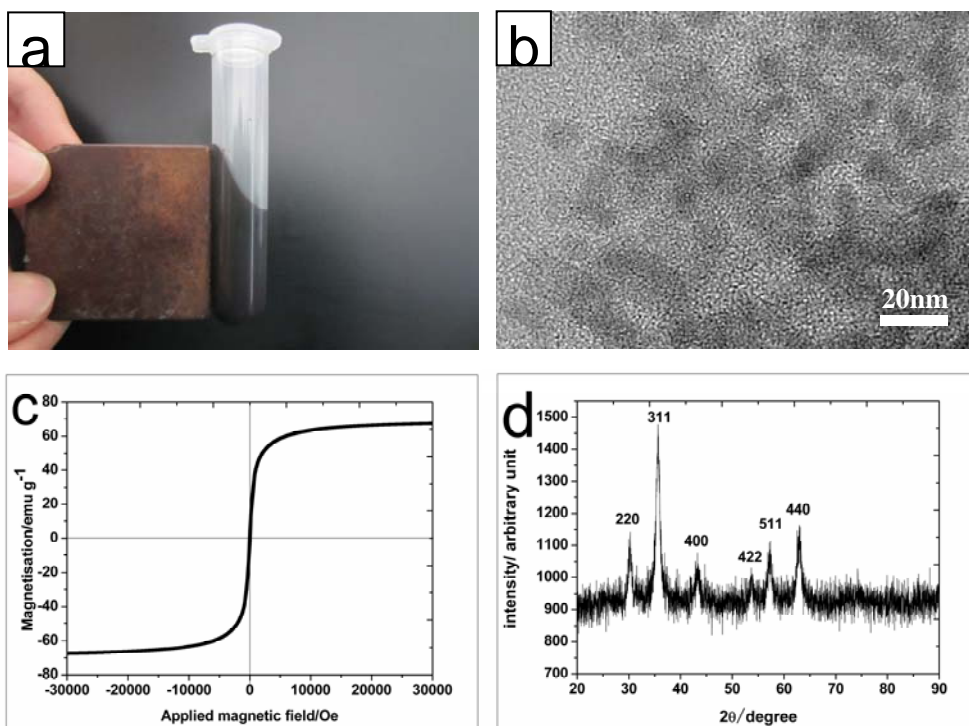 a
b
20nm
c
Magnetisation/emu g⁻¹
80
60
40
20
0
-20
-40
-60
-80
-30000 -20000 -10000 0 10000 20000 30000
Applied magnetic field/Oe
d
intensity/ arbitrary unit
1500
1400
1300
1200
1100
1000
900
800
700
220
311
400
422
511
440
20 30 40 50 60 70 80 90
2θ/degree